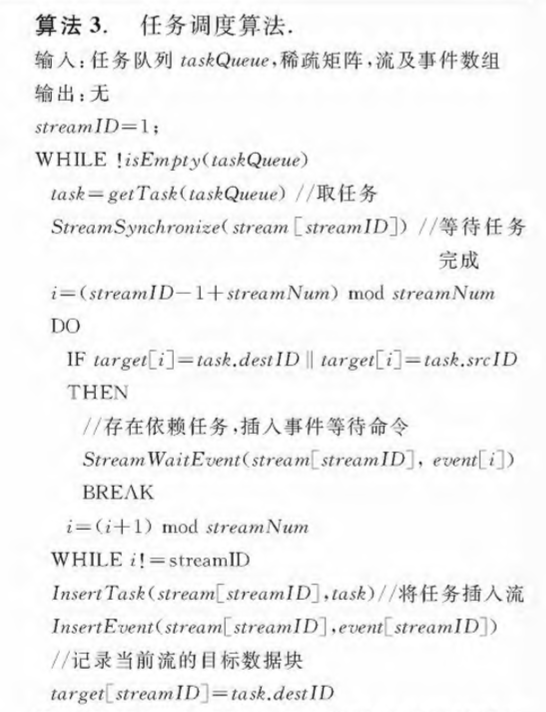 算法 3. 任务调度算法.
输入:任务队列 taskQueue,稀疏矩阵,流及事件数组
输出:无
streamID=1;
WHILE !isEmpty(taskQueue)
task=getTask(taskQueue) //取任务
StreamSynchronize(stream[streamID]) //等待任务
完成
i=(streamID-1+streamNum) mod streamNum
DO
IF target[i]=task.destID || target[i]=task.srcID
THEN
//存在依赖任务,插入事件等待命令
StreamWaitEvent(stream[streamID], event[i])
BREAK
i=(i+1) mod streamNum
WHILE i!=streamID
InsertTask(stream[streamID],task)//将任务插入流
InsertEvent(stream[streamID],event[streamID])
//记录当前流的目标数据块
target[streamID]=task.destID